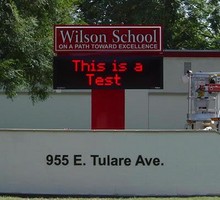 Wilson School
ON A PATH TOWARD EXCELLENCE
This is a
Test
955 E. Tulare Ave.